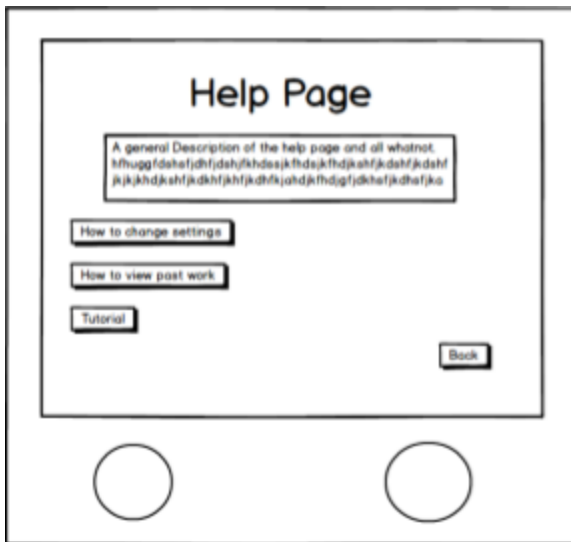 Help Page
A general Description of the help page and all whatnot.
How to change settings
How to view past work
Tutorial
Back